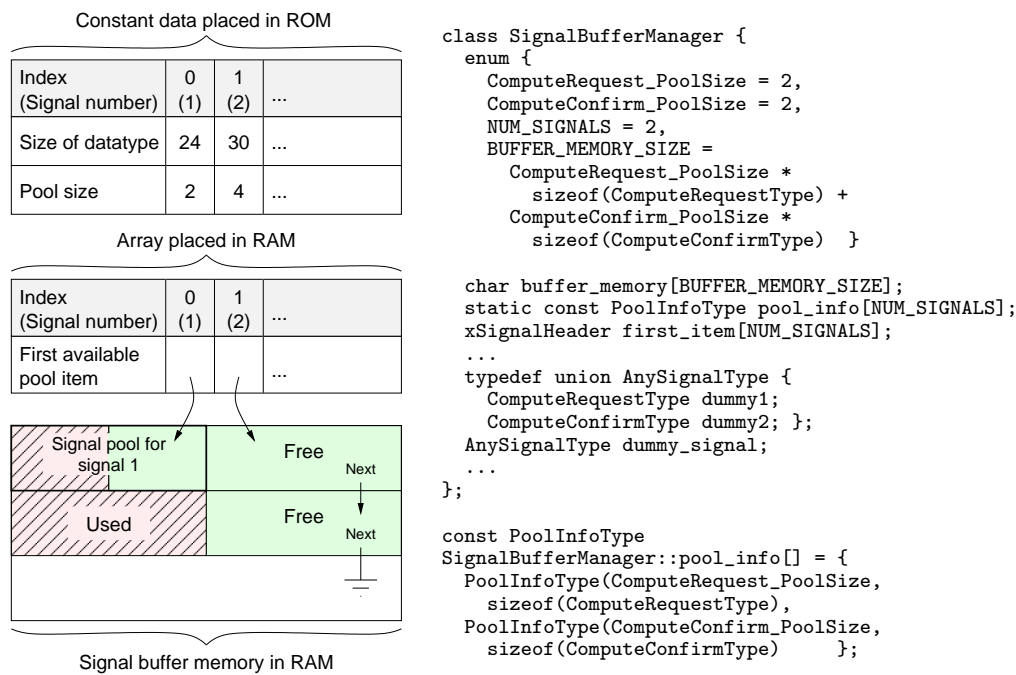 Constant data placed in ROM
Index 0 1
(Signal number) (1) (2) ...
Size of datatype 24 30 ...
Pool size 2 4 ...
Array placed in RAM
Index 0 1
(Signal number) (1) (2) ...
First available
pool item ...
Signal pool for
signal 1
Free
Next
Used
Free
Next
Signal buffer memory in RAM
class SignalBufferManager {
  enum {
    ComputeRequest_PoolSize = 2,
    ComputeConfirm_PoolSize = 2,
    NUM_SIGNALS = 2,
    BUFFER_MEMORY_SIZE =
      ComputeRequest_PoolSize *
        sizeof(ComputeRequestType) +
      ComputeConfirm_PoolSize *
        sizeof(ComputeConfirmType)  }
  char buffer_memory[BUFFER_MEMORY_SIZE];
  static const PoolInfoType pool_info[NUM_SIGNALS];
  xSignalHeader first_item[NUM_SIGNALS];
  ...
  typedef union AnySignalType {
    ComputeRequestType dummy1;
    ComputeConfirmType dummy2; };
  AnySignalType dummy_signal;
  ...
};
const PoolInfoType
SignalBufferManager::pool_info[] = {
  PoolInfoType(ComputeRequest_PoolSize,
    sizeof(ComputeRequestType),
  PoolInfoType(ComputeConfirm_PoolSize,
    sizeof(ComputeConfirmType)     };